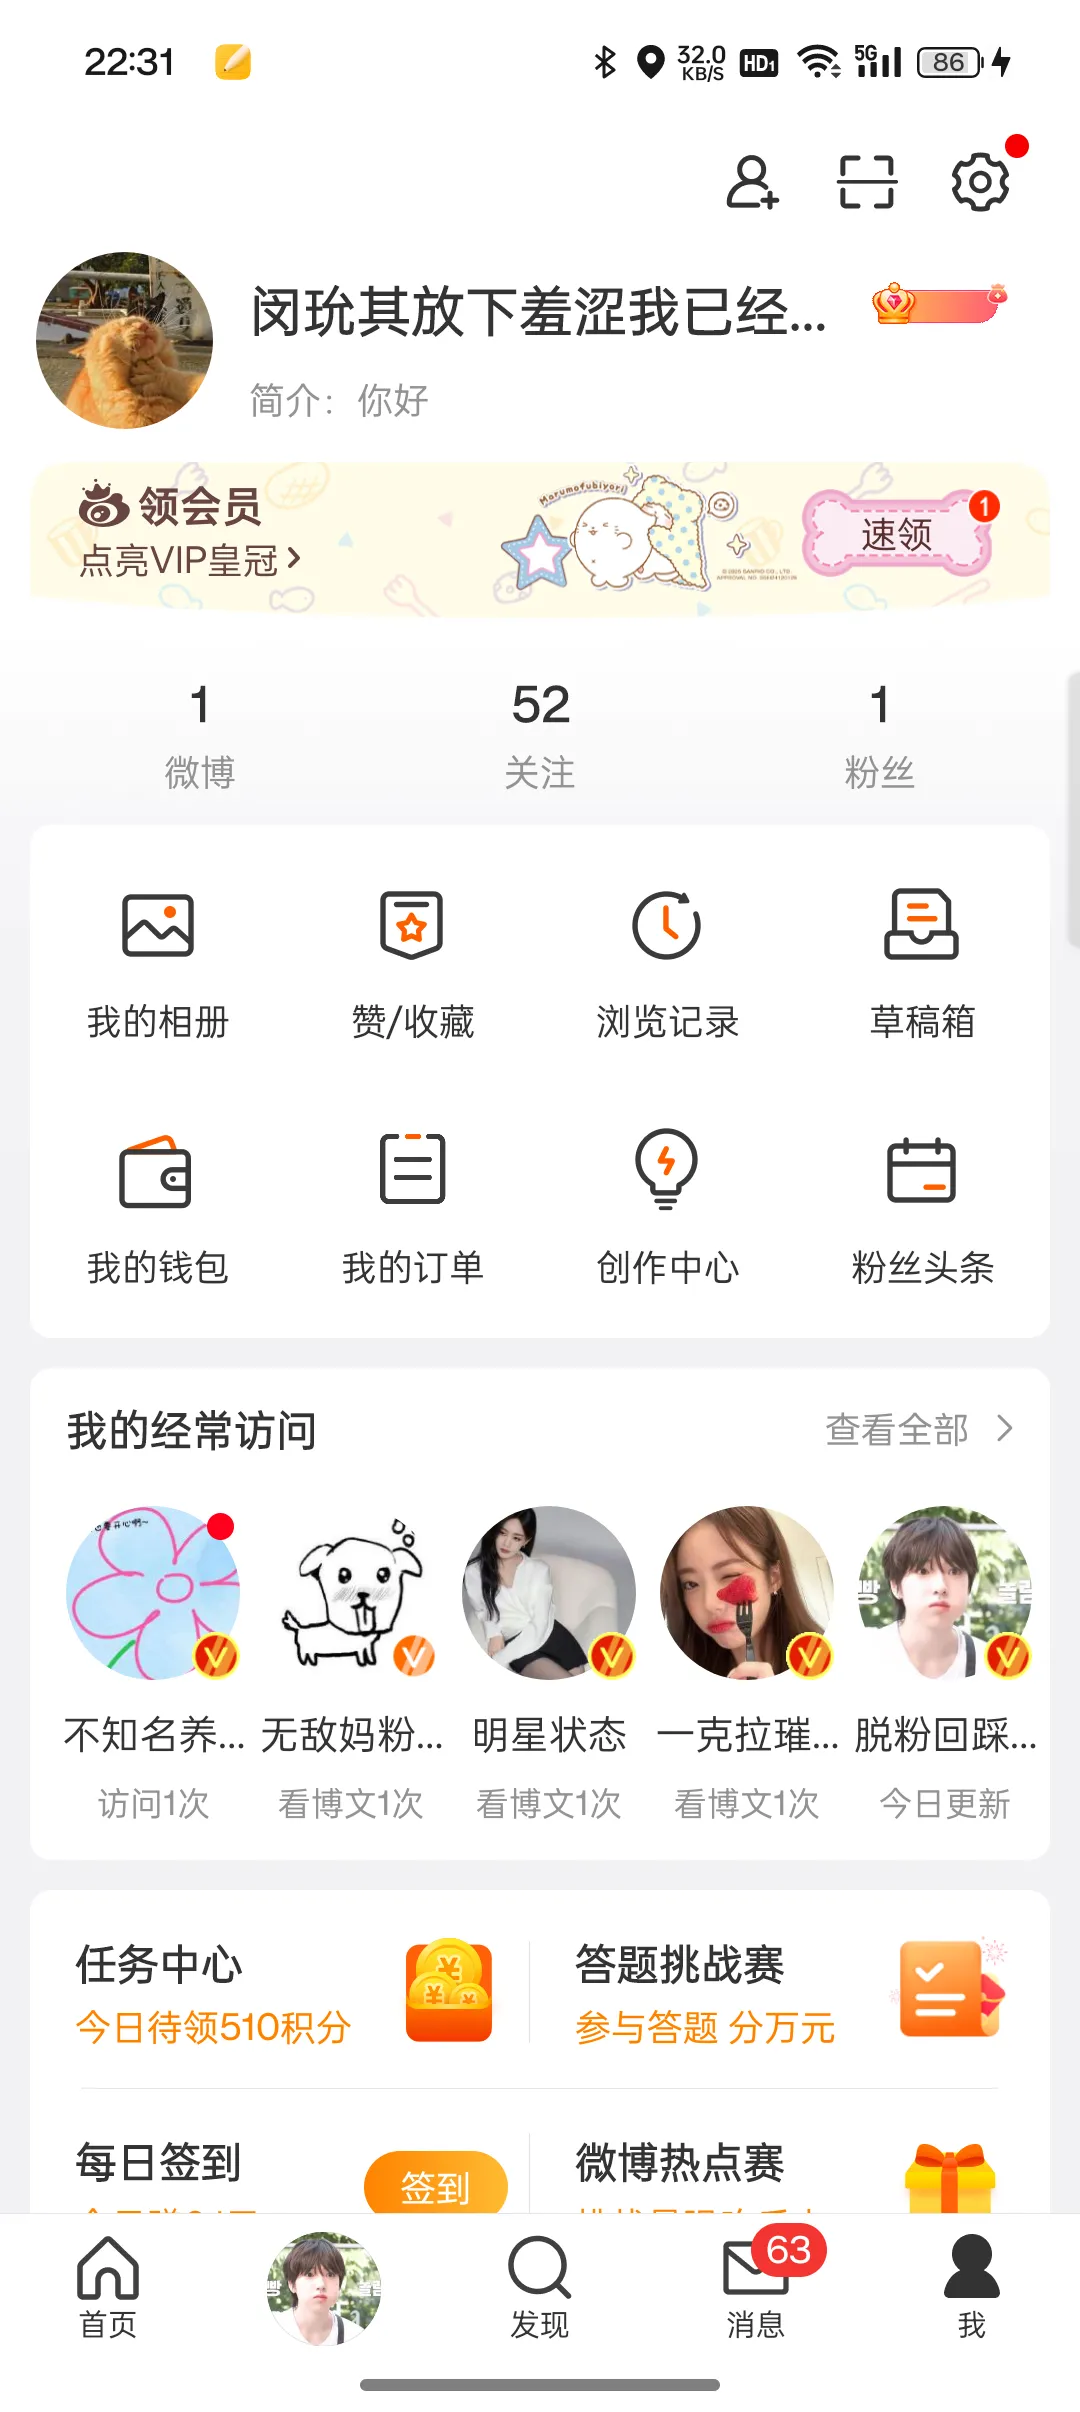 22:31
32.0
KB/S
HD1
5G
86
闵玧其放下羞涩我已经...
简介：你好
领会员
点亮VIP皇冠
Marumofubiyori
速领
1
1
52
1
微博
关注
粉丝
我的相册
赞/收藏
浏览记录
草稿箱
我的钱包
我的订单
创作中心
粉丝头条
我的经常访问
查看全部
不知名养...
无敌妈粉...
明星状态
一克拉璀...
脱粉回踩...
访问1次
看博文1次
看博文1次
看博文1次
今日更新
任务中心
答题挑战赛
今日待领510积分
参与答题 分万元
每日签到
签到
微博热点赛
63
首页
发现
消息
我